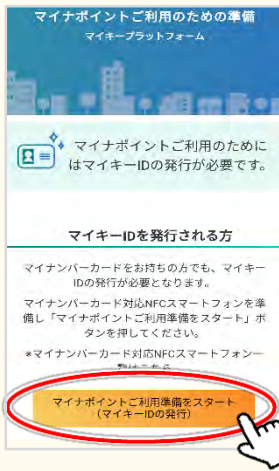 マイナポイントご利用のための準備
マイキープラットフォーム
マイナポイントご利用のために
はマイキーIDの発行が必要です。
マイキーIDを発行される方
マイナンバーカードをお持ちの方でも、マイキー
IDの発行が必要となります。
マイナンバーカード対応NFCスマートフォンを準
備し「マイナポイントご利用準備をスタート」ボ
タンを押してください。
*マイナンバーカード対応NFCスマートフォン一
覧はこちら
マイナポイントご利用準備をスタート
（マイキーIDの発行）